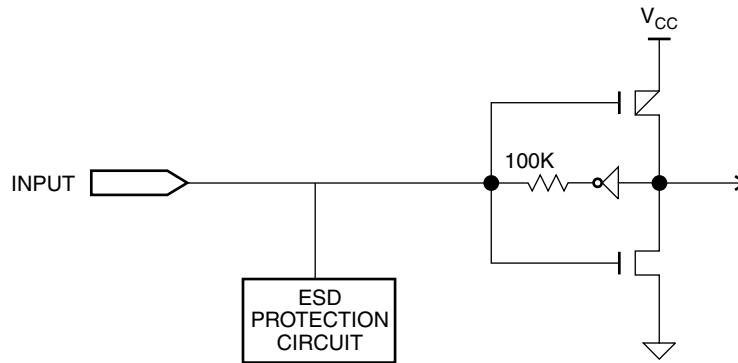 VCC
100K
INPUT
ESD
PROTECTION
CIRCUIT